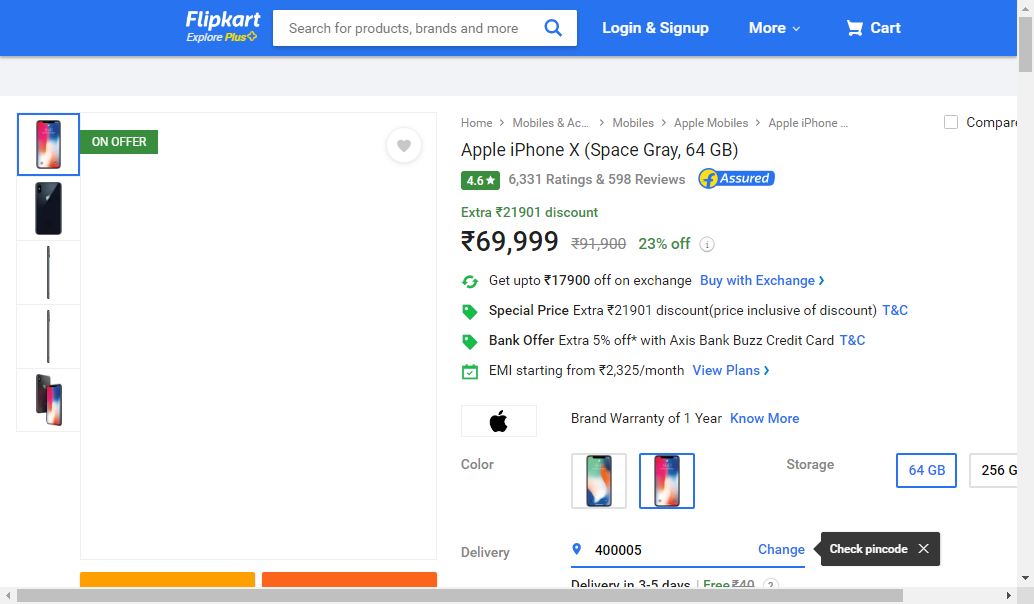 Flipkart
Explore Plus
Search for products, brands and more
Login & Signup
More
Cart
ON OFFER
Home > Mobiles & Ac... > Mobiles > Apple Mobiles > Apple iPhone ...
Compare
Apple iPhone X (Space Gray, 64 GB)
4.6★ 6,331 Ratings & 598 Reviews
Assured
Extra ₹21901 discount
₹69,999 ₹91,900 23% off
Get upto ₹17900 off on exchange Buy with Exchange >
Special Price Extra ₹21901 discount(price inclusive of discount) T&C
Bank Offer Extra 5% off* with Axis Bank Buzz Credit Card T&C
EMI starting from ₹2,325/month View Plans >
Brand Warranty of 1 Year Know More
Color
Storage
64 GB
256 G
Delivery
400005
Change
Check pincode
Delivery in 3-5 days | Free ₹40 ?